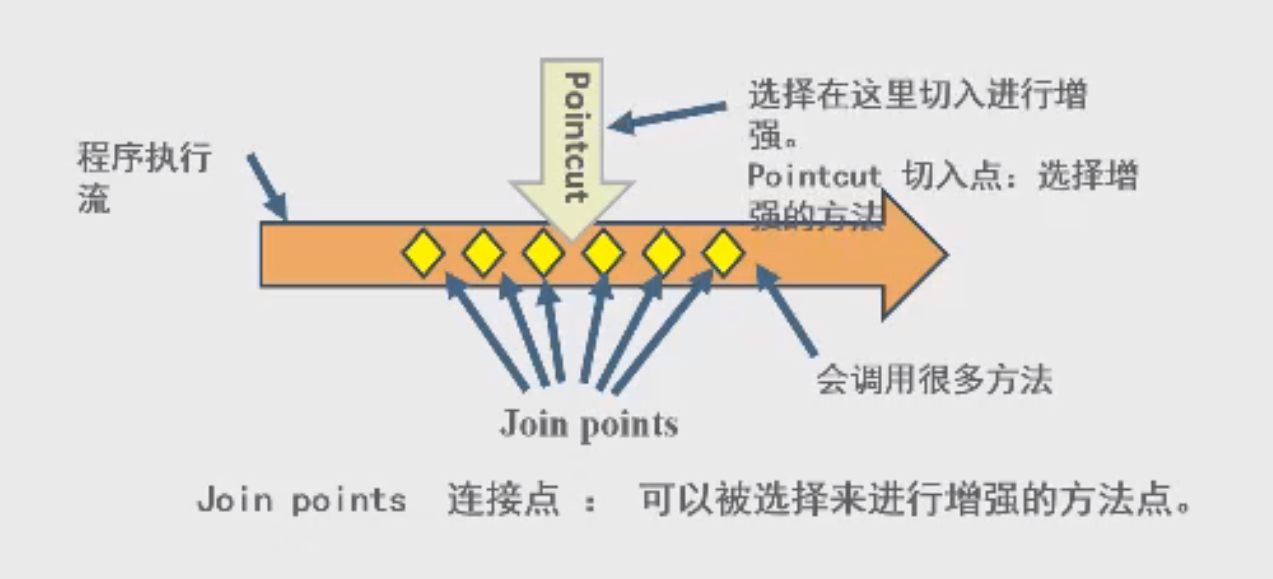 Pointcut
选择在这里切入进行增
强。
Pointcut 切入点：选择增
强的方法
程序执行
流
会调用很多方法
Join points
Join points 连接点 ： 可以被选择来进行增强的方法点。